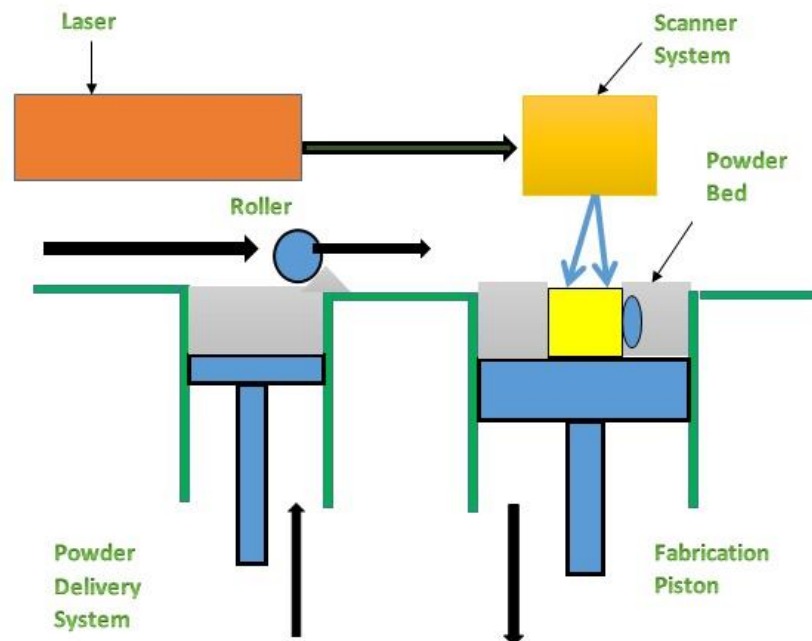 Laser
Scanner
System
Powder
Bed
Roller
Powder
Delivery
System
Fabrication
Piston